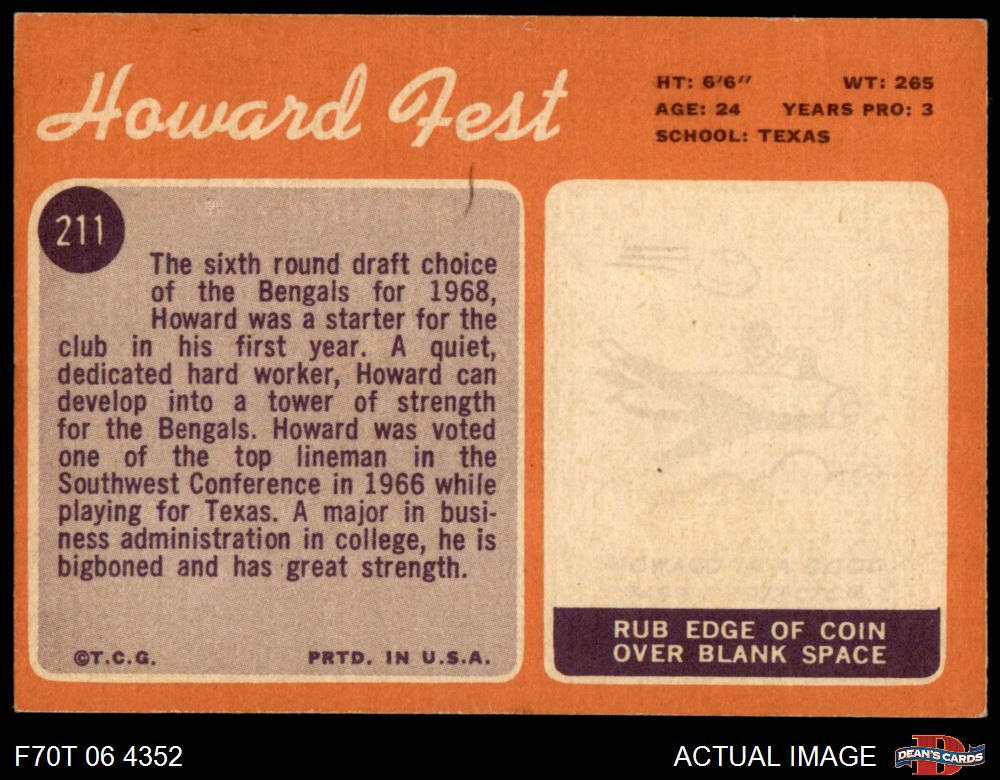 Howard Fest
HT: 6'6" WT: 265
AGE: 24 YEARS PRO: 3
SCHOOL: TEXAS
211
The sixth round draft choice
of the Bengals for 1968,
Howard was a starter for the
club in his first year. A quiet,
dedicated hard worker, Howard can
develop into a tower of strength
for the Bengals. Howard was voted
one of the top lineman in the
Southwest Conference in 1966 while
playing for Texas. A major in busi-
ness administration in college, he is
bigboned and has great strength.
©T.C.G. PRTD. IN U.S.A.
RUB EDGE OF COIN
OVER BLANK SPACE
F70T 06 4352
ACTUAL IMAGE
DEAN'S CARDS